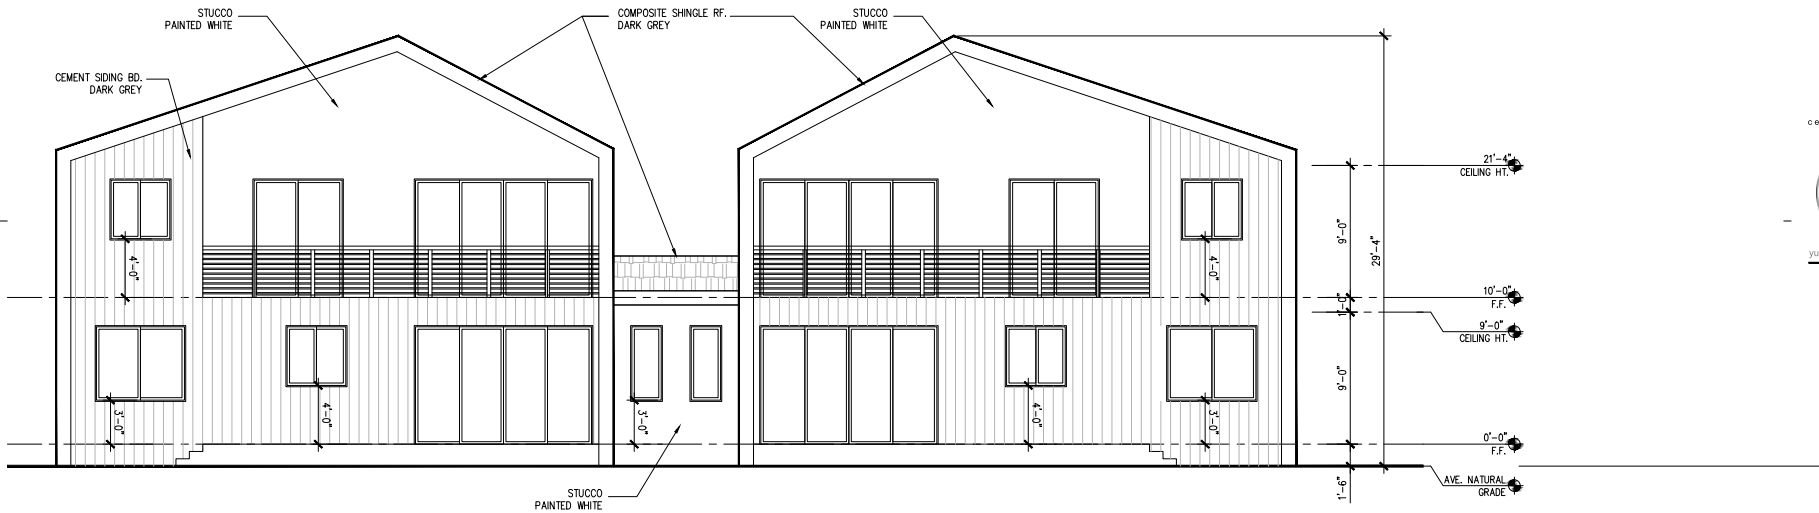 STUCCO
PAINTED WHITE
COMPOSITE SHINGLE RF.
DARK GREY
STUCCO
PAINTED WHITE
CEMENT SIDING BD.
DARK GREY
c e
21'-4"
CEILING HT.
9'-0"
29'-4"
4'-0"
4'-0"
yu
10'-0"
F.F.
1'-0"
9'-0"
CEILING HT.
9'-0"
3'-0"
4'-0"
3'-0"
4'-0"
3'-0"
0'-0"
F.F.
1'-6"
AVE. NATURAL
GRADE
STUCCO
PAINTED WHITE